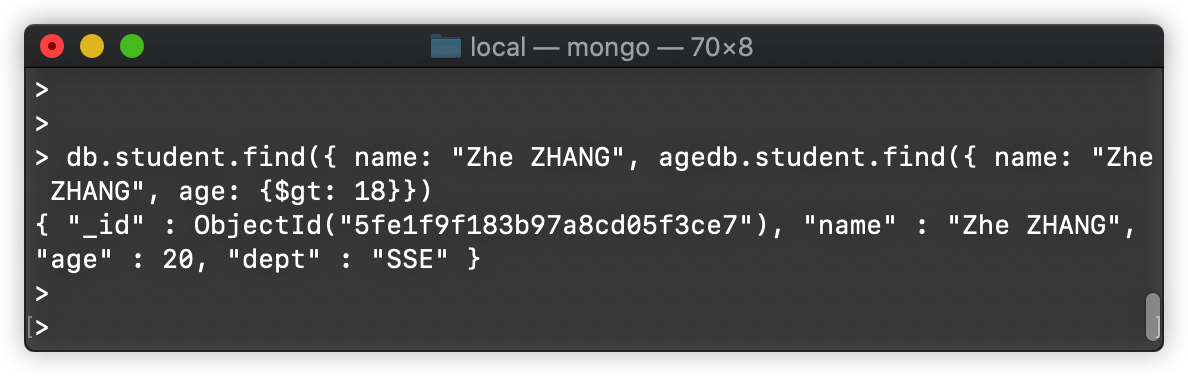 local — mongo — 70×8
>
>
> db.student.find({ name: "Zhe ZHANG", agedb.student.find({ name: "Zhe
 ZHANG", age: {$gt: 18}})
{ "_id" : ObjectId("5fe1f9f183b97a8cd05f3ce7"), "name" : "Zhe ZHANG",
"age" : 20, "dept" : "SSE" }
>
[> ]